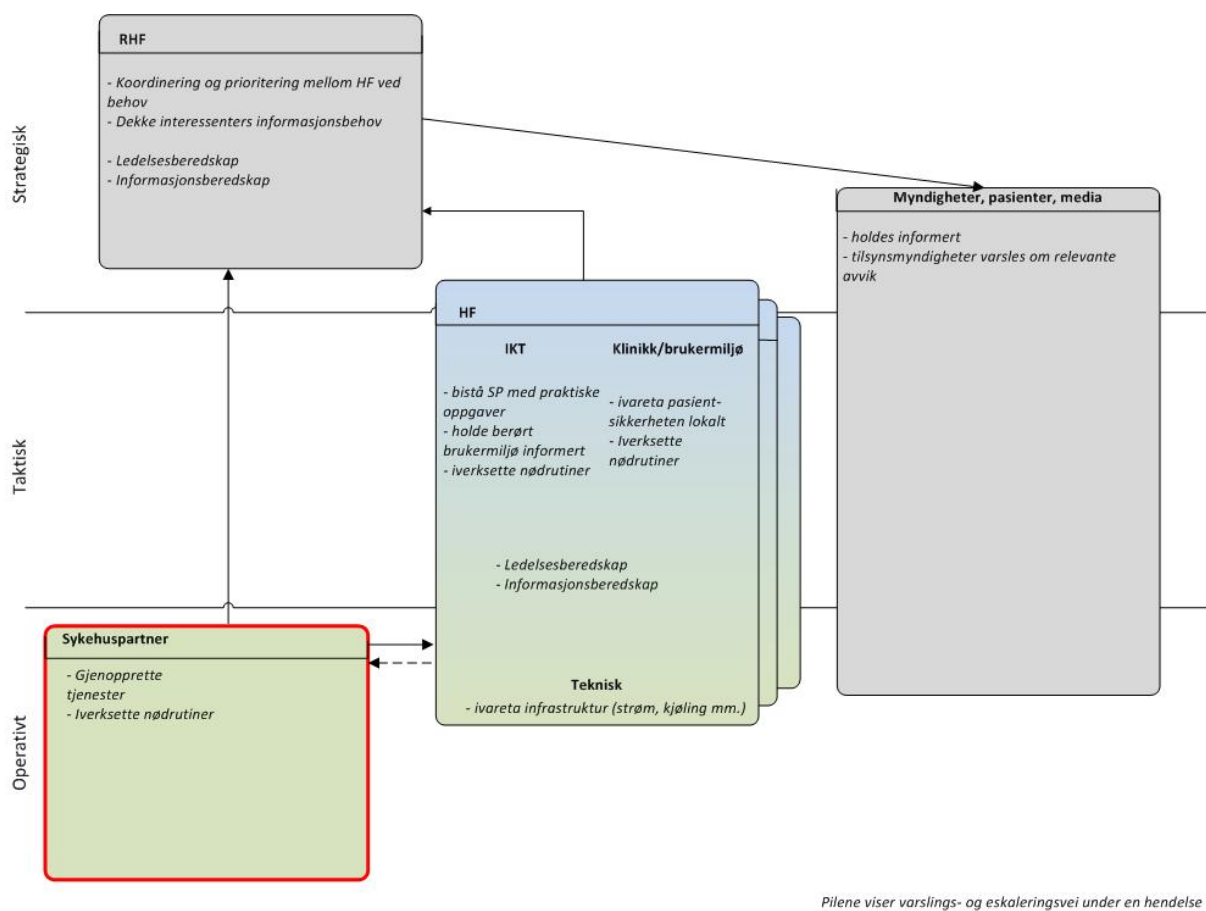 RHF
- Koordinering og prioritering mellom HF ved
behov
- Dekke interessenters informasjonsbehov
- Ledelsesberedskap
- Informasjonsberedskap
Strategisk
Myndigheter, pasienter, media
- holdes informert
- tilsynsmyndigheter varsles om relevante
avvik
HF
IKT
- bistå SP med praktiske
oppgaver
- holde berørt
brukermiljø informert
- iverksette nødrutiner
Klinikk/brukermiljø
- ivareta pasient-
sikkerheten lokalt
- Iverksette
nødrutiner
Taktisk
- Ledelsesberedskap
- Informasjonsberedskap
Teknisk
- ivareta infrastruktur (strøm, kjøling mm.)
Sykehuspartner
- Gjenopprette
tjenester
- Iverksette nødrutiner
Operativt
Pilene viser varslings- og eskaleringsvei under en hendelse